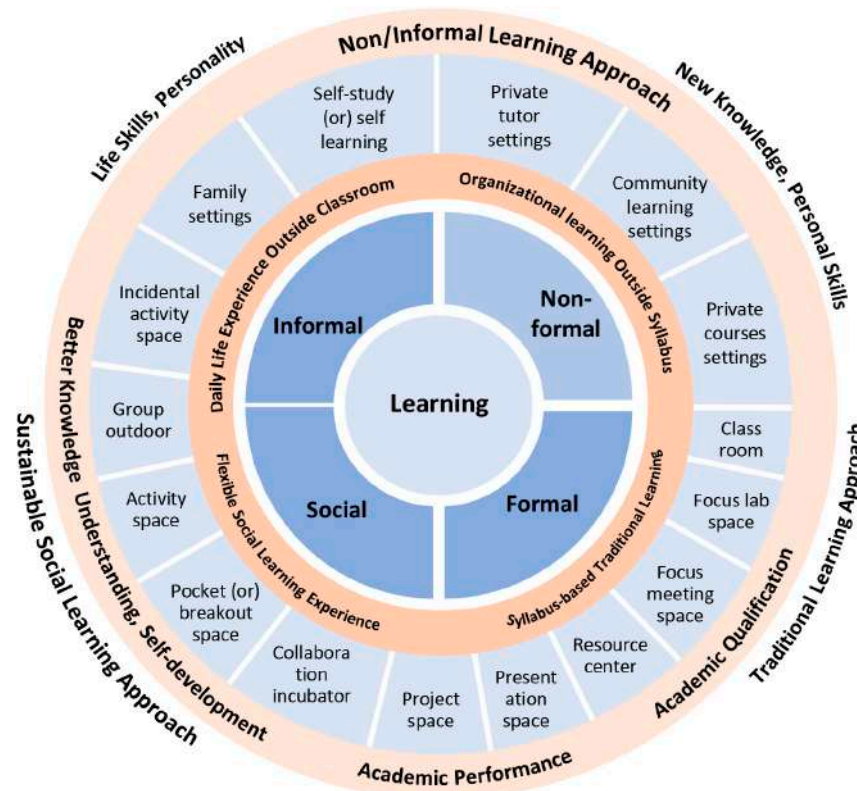 Non/Informal Learning Approach
Life Skills, Personality
New Knowledge, Personal Skills
Self-study
(or) self
learning
Private
tutor
settings
Family
settings
Community
learning
settings
Daily Life Experience Outside Classroom
Organizational learning Outside Syllabus
Incidental
activity
space
Informal
Non-
formal
Private
courses
settings
Learning
Group
outdoor
Class
room
Activity
space
Social
Formal
Focus lab
space
Flexible Social Learning Experience
Syllabus-based Traditional Learning
Pocket (or)
breakout
space
Focus
meeting
space
Collabora
tion
incubator
Project
space
Present
ation
space
Resource
center
Better Knowledge Understanding, Self-development
Sustainable Social Learning Approach
Academic Performance
Academic Qualification
Traditional Learning Approach